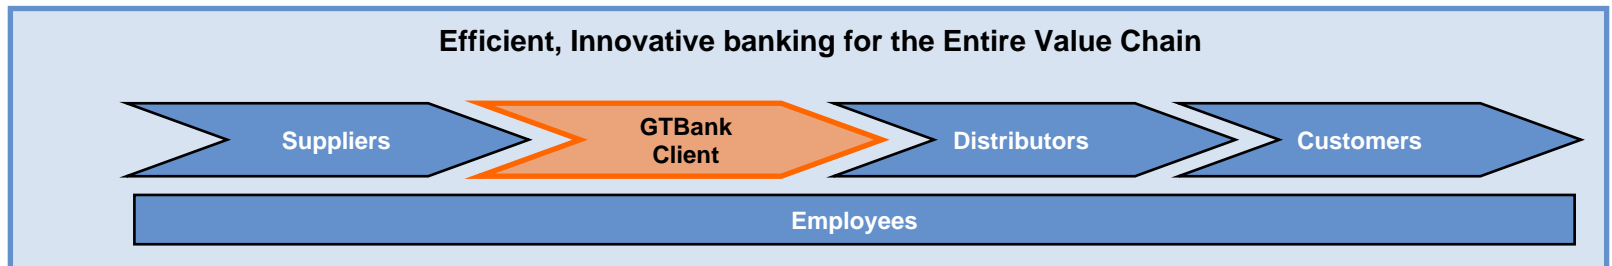 Efficient, Innovative banking for the Entire Value Chain
Suppliers
GTBank
Client
Distributors
Customers
Employees